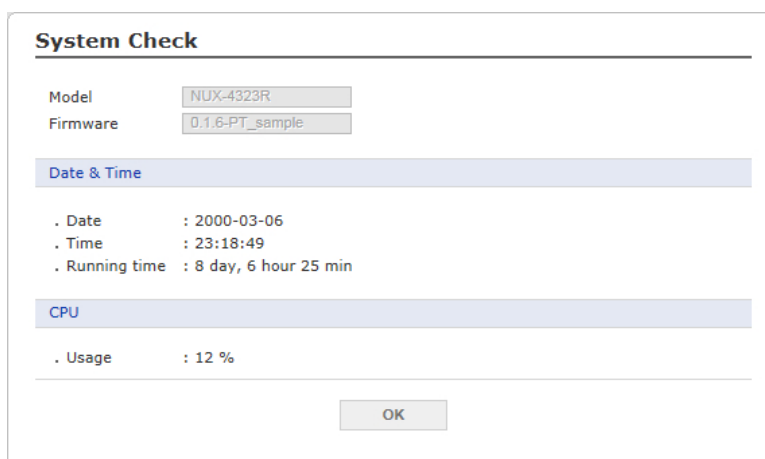 System Check
Model NUX-4323R
Firmware 0.1.6-PT_sample
Date & Time
. Date : 2000-03-06
. Time : 23:18:49
. Running time : 8 day, 6 hour 25 min
CPU
. Usage : 12 %
OK